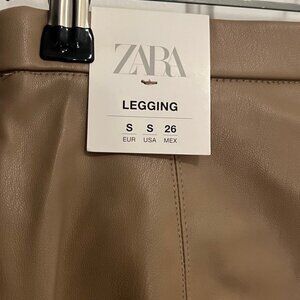 ZARA
LEGGING
S S 26
EUR USA MEX